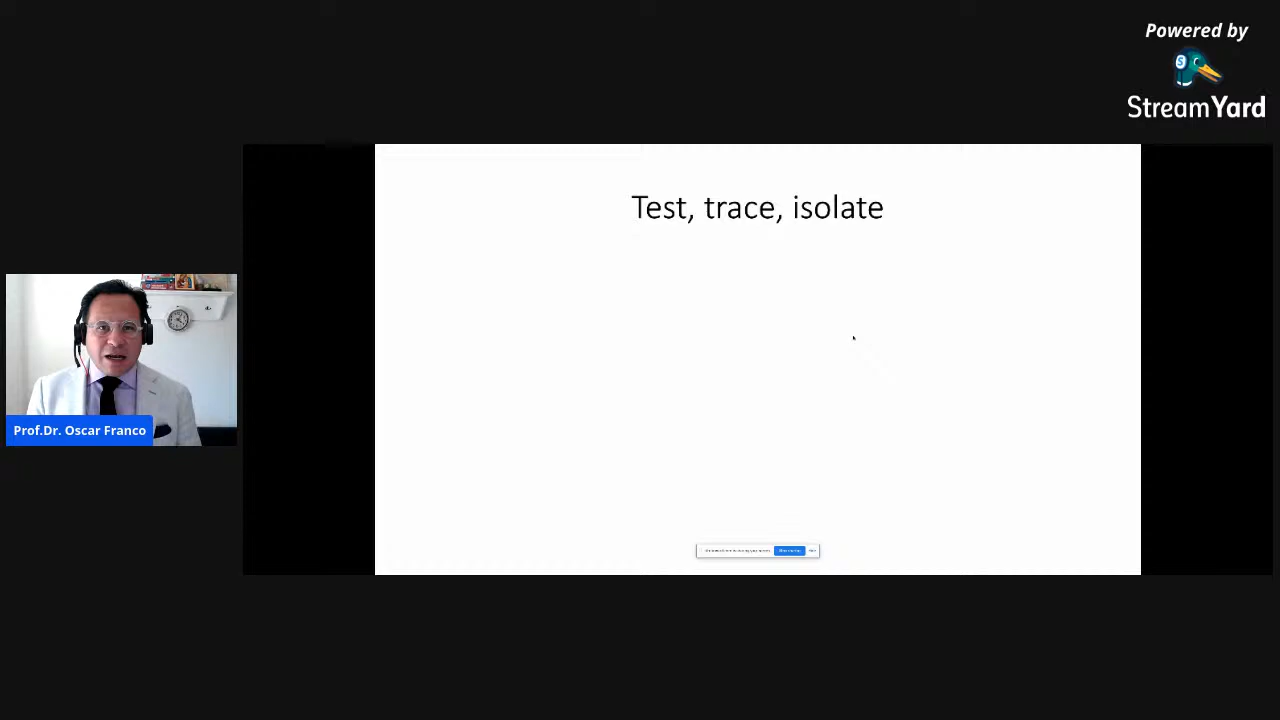 Powered by
StreamYard
Test, trace, isolate
Prof.Dr. Oscar Franco